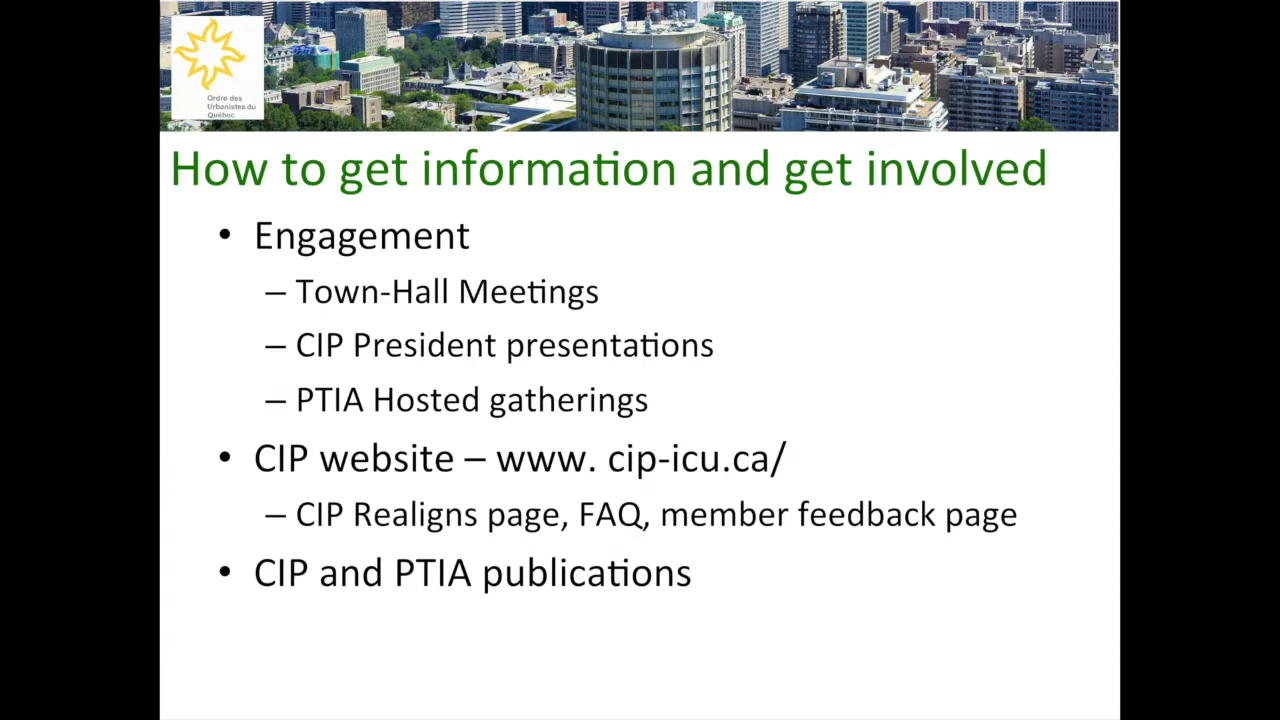 Ordre des
Urbanistes du
Québec
How to get information and get involved
• Engagement
– Town-Hall Meetings
– CIP President presentations
– PTIA Hosted gatherings
• CIP website – www. cip-icu.ca/
– CIP Realigns page, FAQ, member feedback page
• CIP and PTIA publications